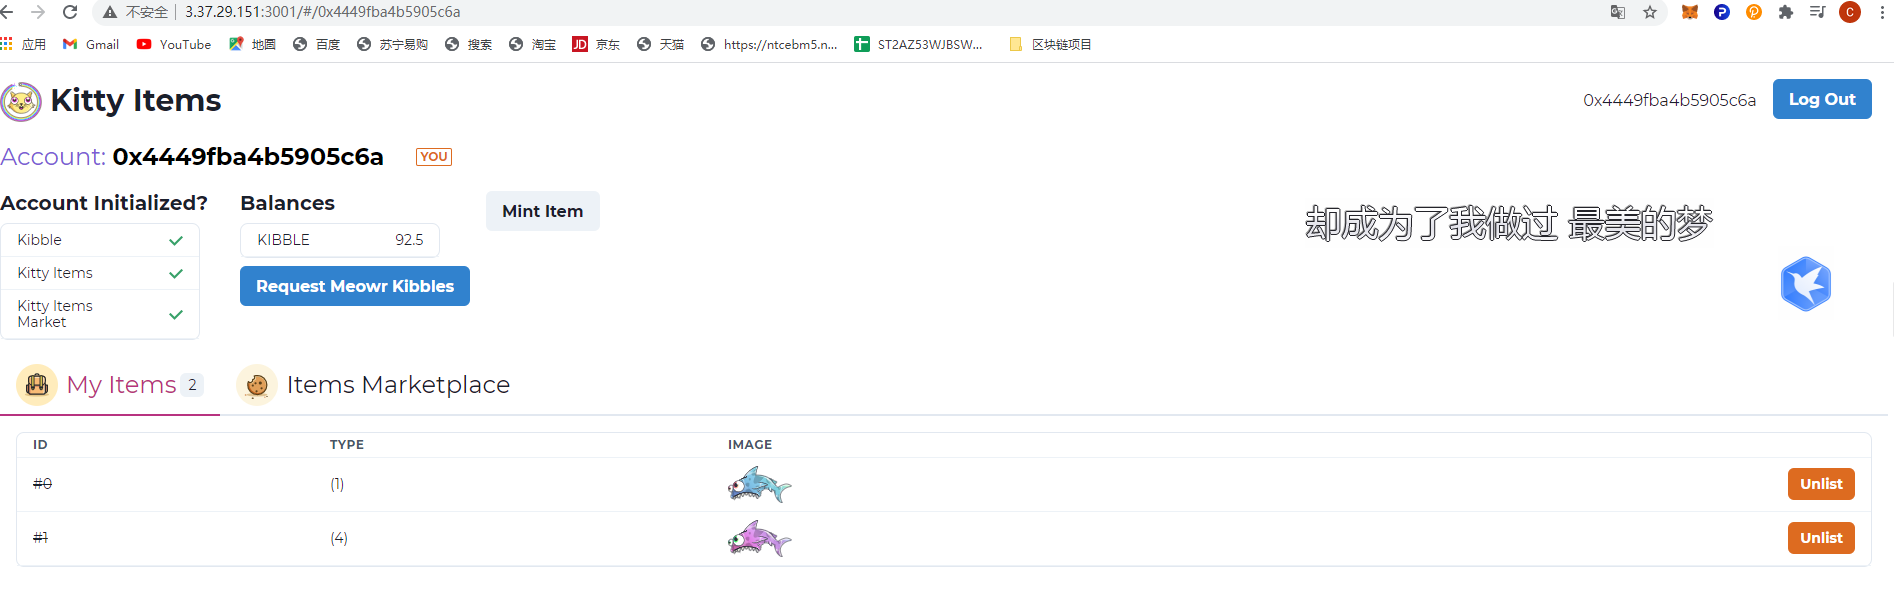 不安全 | 3.37.29.151:3001/#/0x4449fba4b5905c6a
应用 Gmail YouTube 地图 百度 苏宁易购 搜索 淘宝 JD 京东 天猫 https://ntcebm5.n... ST2AZ53WJBSW... 区块链项目
Kitty Items
0x4449fba4b5905c6a Log Out
Account: 0x4449fba4b5905c6a YOU
Account Initialized? Balances Mint Item
Kibble
KIBBLE 92.5
Kitty Items
Request Meowr Kibbles
Kitty Items
Market
却成为了我做过 最美的梦
My Items 2 Items Marketplace
ID TYPE IMAGE
#0 (1) Unlist
#1 (4) Unlist